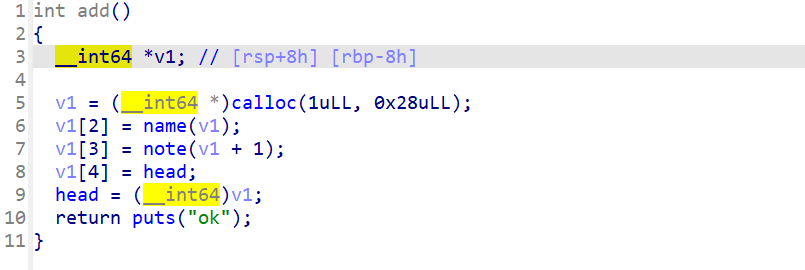 1 int add()
2 {
3   __int64 *v1; // [rsp+8h] [rbp-8h]
4
5   v1 = (__int64 *)calloc(1uLL, 0x28uLL);
6   v1[2] = name(v1);
7   v1[3] = note(v1 + 1);
8   v1[4] = head;
9   head = (__int64)v1;
10   return puts("ok");
11 }